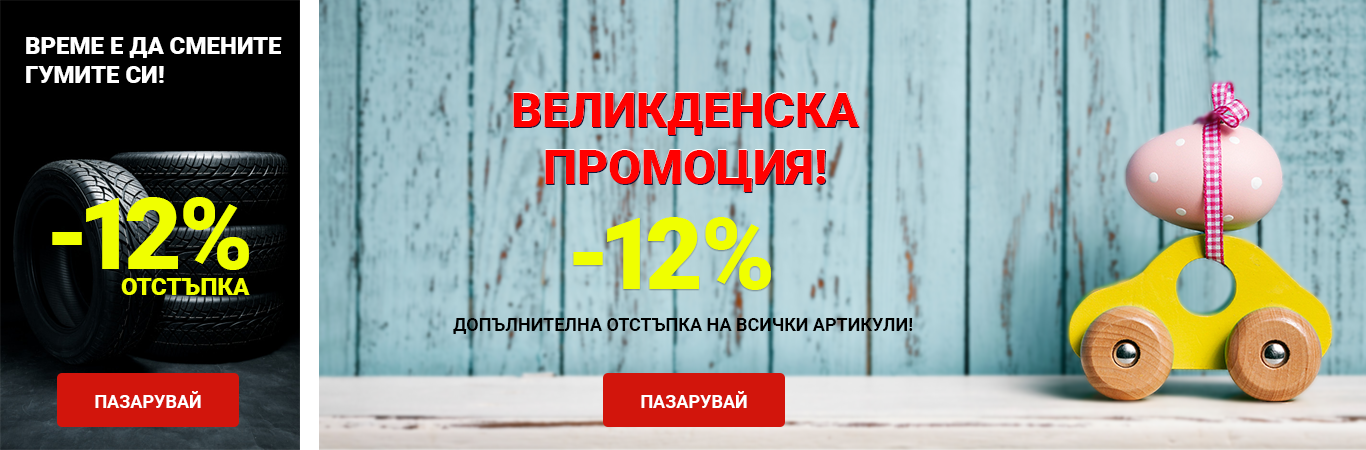 ВРЕМЕ Е ДА СМЕНИТЕ
ГУМИТЕ СИ!
-12%
ОТСТЪПКА
ПАЗАРУВАЙ
ВЕЛИКДЕНСКА
ПРОМОЦИЯ!
-12%
ДОПЪЛНИТЕЛНА ОТСТЪПКА НА ВСИЧКИ АРТИКУЛИ!
ПАЗАРУВАЙ